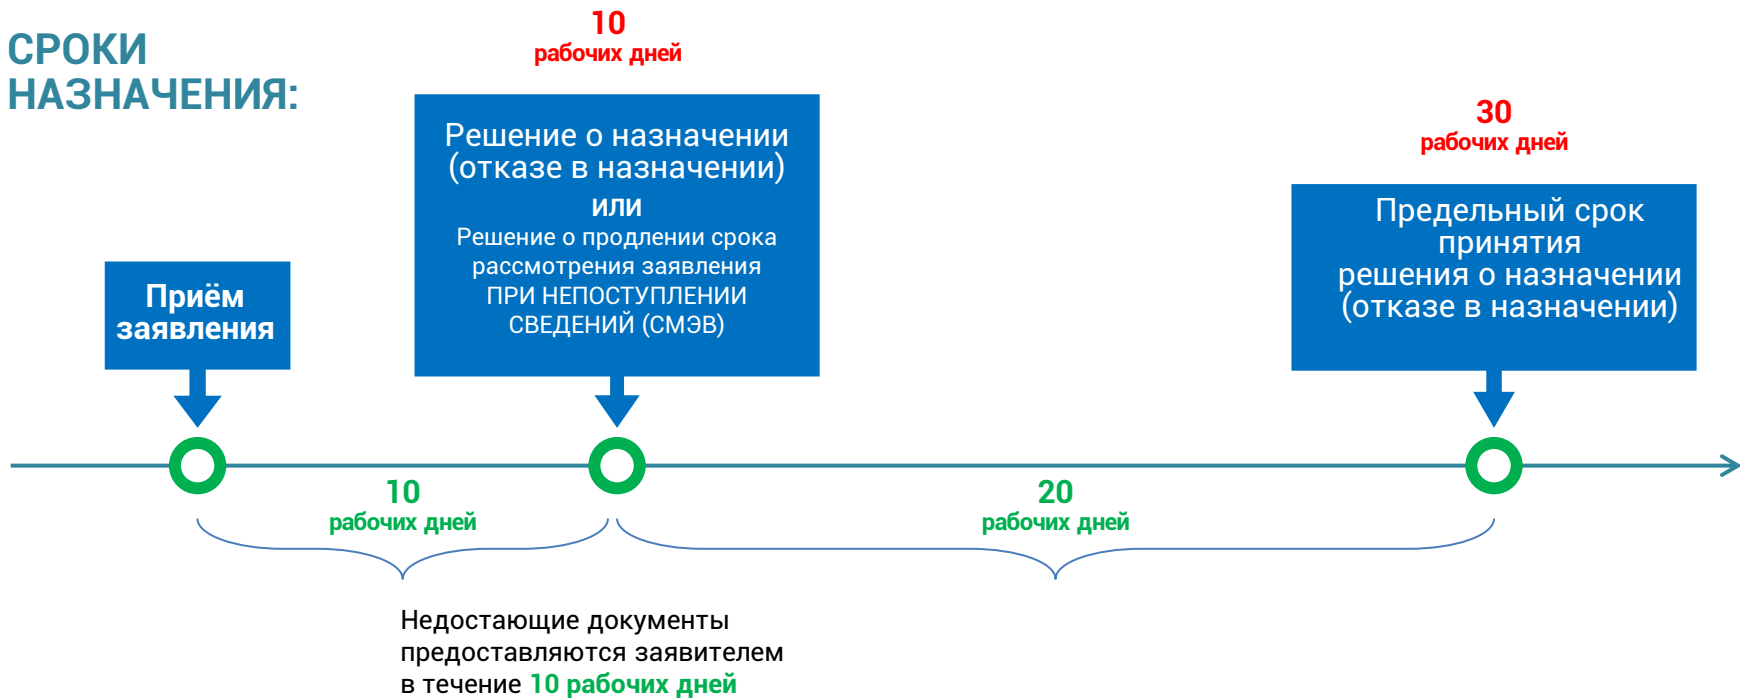 СРОКИ
НАЗНАЧЕНИЯ:
10
рабочих дней
Решение о назначении
(отказе в назначении)
ИЛИ
Решение о продлении срока
рассмотрения заявления
ПРИ НЕПОСТУПЛЕНИИ
СВЕДЕНИЙ (СМЭВ)
30
рабочих дней
Предельный срок
принятия
решения о назначении
(отказе в назначении)
Приём
заявления
10
рабочих дней
20
рабочих дней
Недостающие документы
предоставляются заявителем
в течение 10 рабочих дней